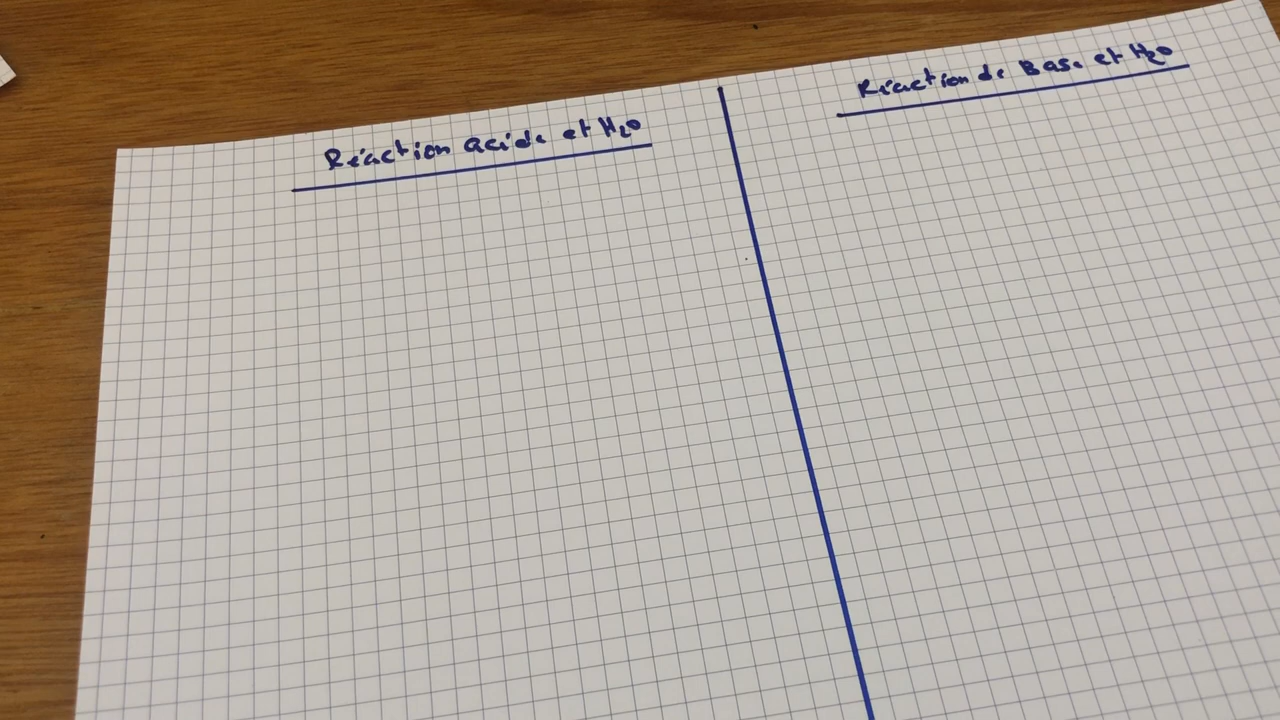 Réaction acide et H₂O
Réaction de Base et H₂O